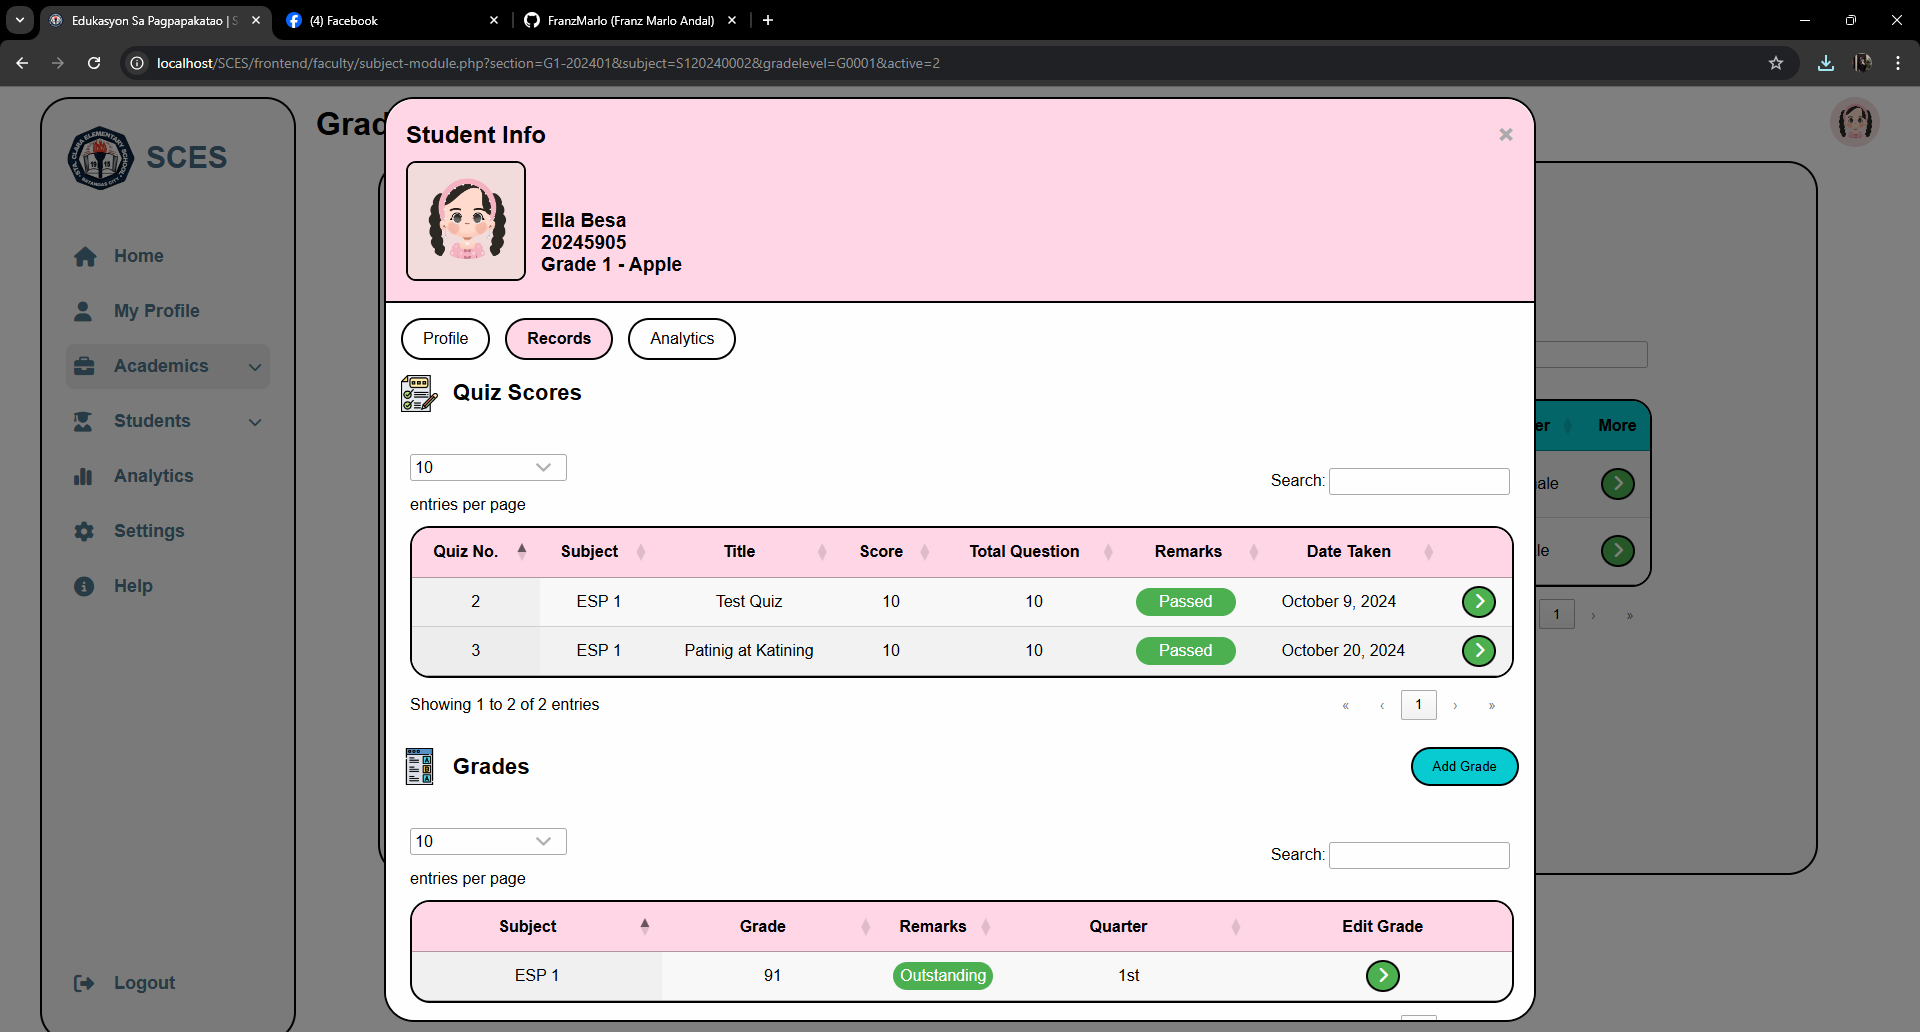 Edukasyon Sa Pagpapakatao | S
(4) Facebook
FranzMarlo (Franz Marlo Andal)
localhost/SCES/frontend/faculty/subject-module.php?section=G1-202401&subject=S120240002&gradelevel=G0001&active=2
STA. CLARA ELEMENTARY SCHOOL
BATANGAS CITY
SCES
Home
My Profile
Academics
Students
Analytics
Settings
Help
Logout
Grad
Student Info
Ella Besa
20245905
Grade 1 - Apple
Profile Records Analytics
Quiz Scores
10
entries per page
Search:
Quiz No. Subject Title Score Total Question Remarks Date Taken
2 ESP 1 Test Quiz 10 10 Passed October 9, 2024
3 ESP 1 Patinig at Katining 10 10 Passed October 20, 2024
Showing 1 to 2 of 2 entries
« ‹ 1 › »
Grades
Add Grade
10
entries per page
Search:
Subject Grade Remarks Quarter Edit Grade
ESP 1 91 Outstanding 1st
er More
ale
le
1 › »